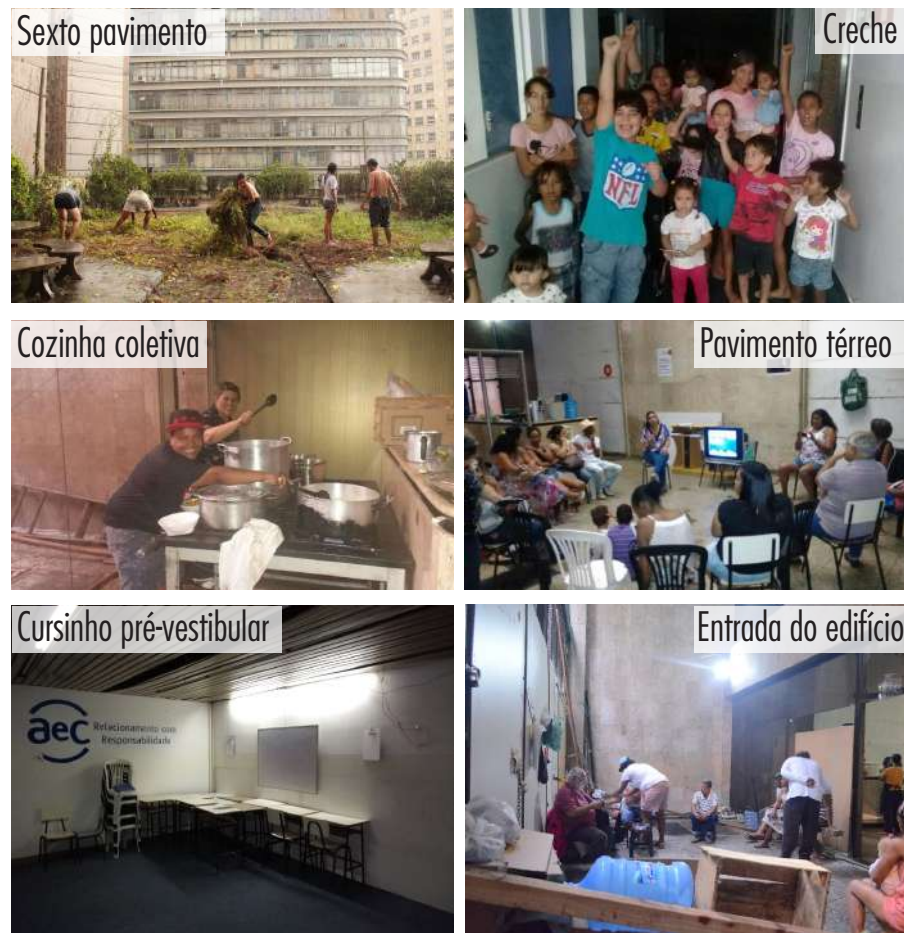 Sexto pavimento
Creche
NFL
Cozinha coletiva
Pavimento térreo
Cursinho pré-vestibular
aec
Relacionamento com
Responsabilidade
Entrada do edifício